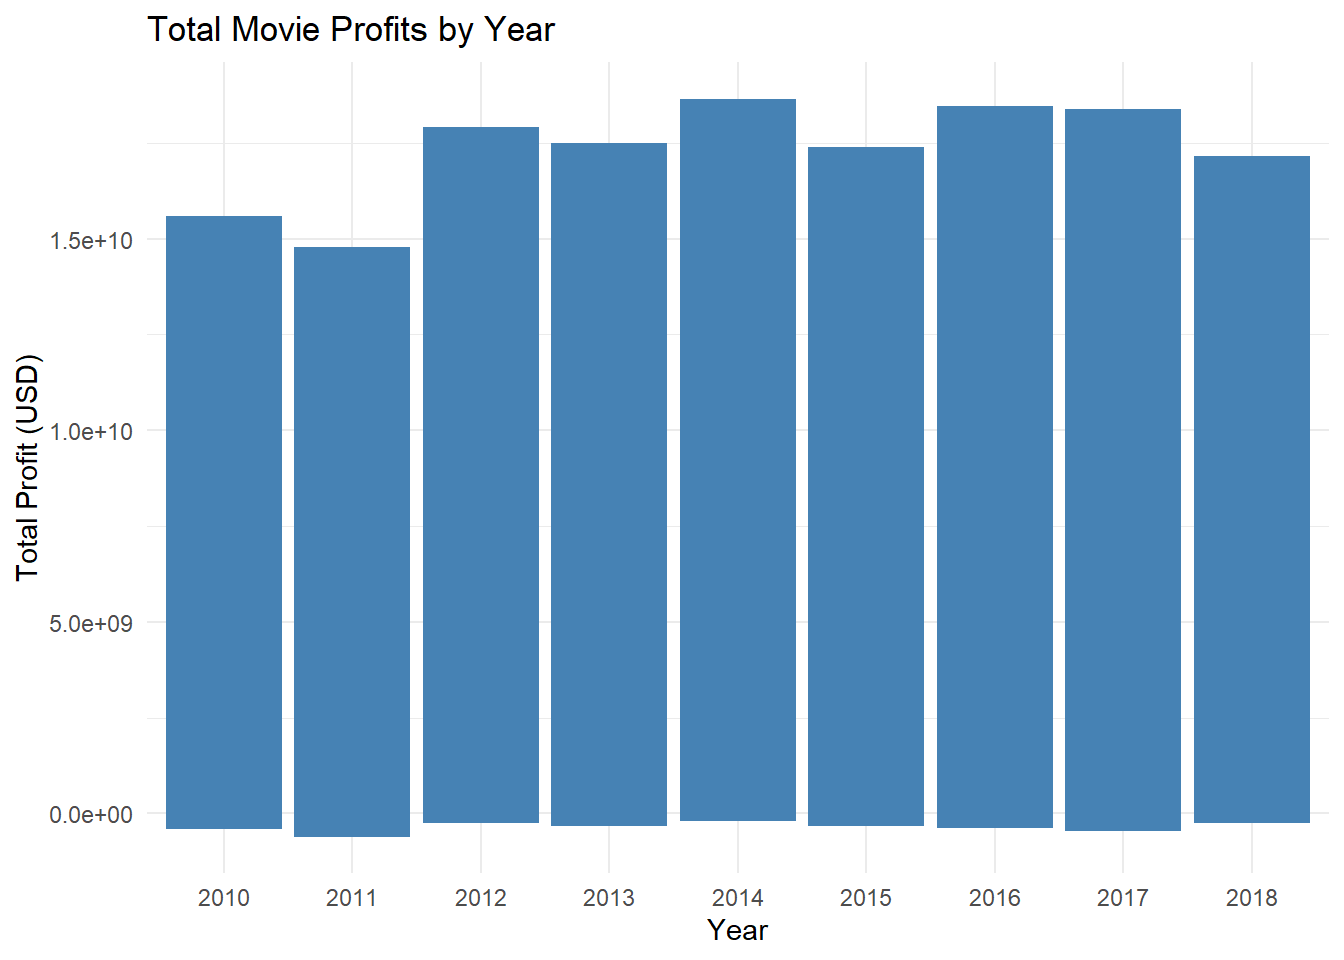 Total Movie Profits by Year
Total Profit (USD)
1.5e+10
1.0e+10
5.0e+09
0.0e+00
2010 2011 2012 2013 2014 2015 2016 2017 2018
Year